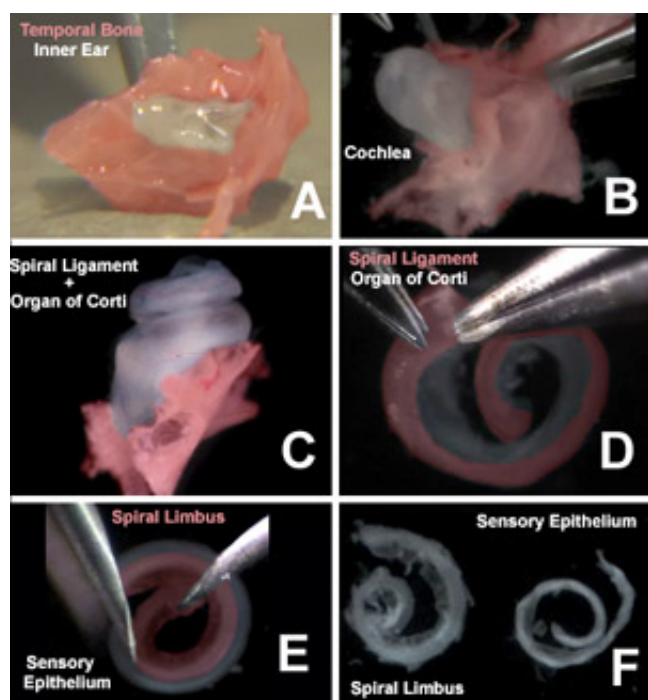 Temporal Bone
Inner Ear
A
Cochlea
B
Spiral Ligament
+
Organ of Corti
C
Spiral Ligament
Organ of Corti
D
Spiral Limbus
Sensory
Epithelium
E
Sensory Epithelium
Spiral Limbus
F